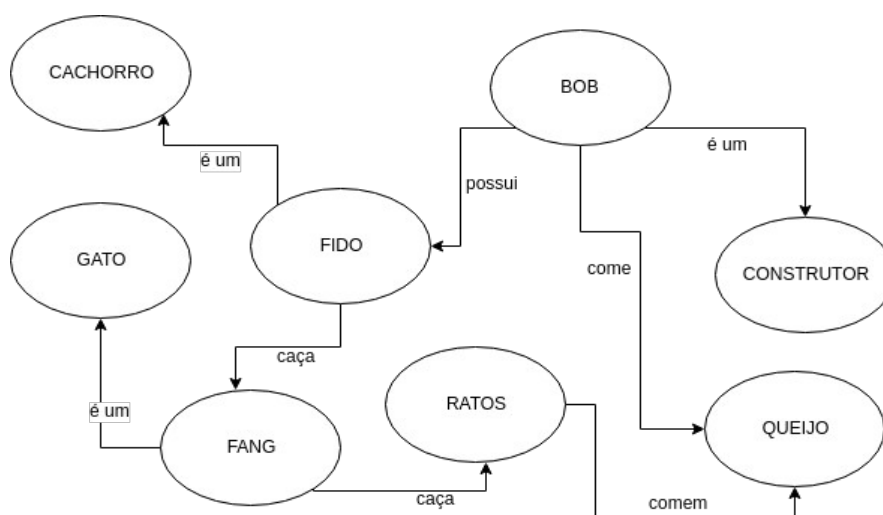 CACHORRO
BOB
é um
é um
possui
GATO
FIDO
come
CONSTRUTOR
caça
é um
RATOS
FANG
QUEIJO
caça
comem